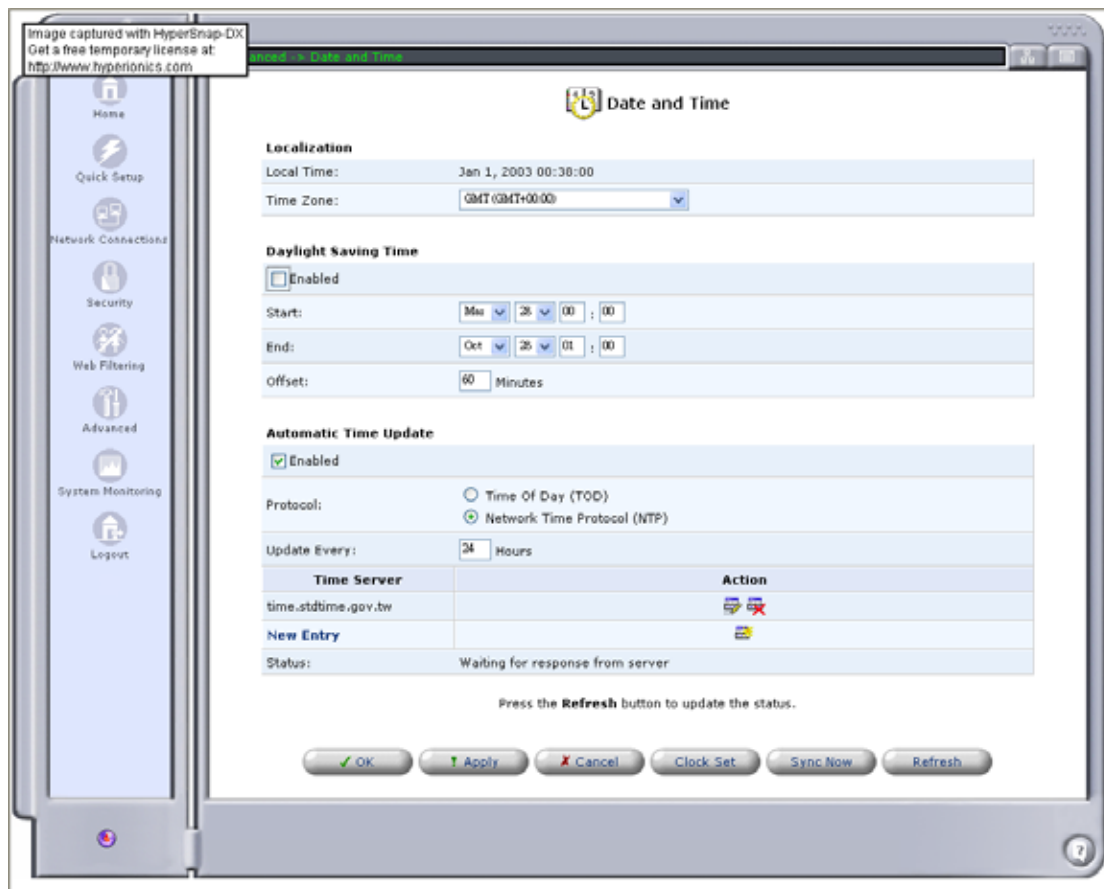 Image captured with HyperSnap-DX
Get a free temporary license at:
http://www.hyperionics.com
anced -> Date and Time
Home
Quick Setup
Network Connections
Security
Web Filtering
Advanced
System Monitoring
Logout
Date and Time
Localization
Local Time: Jan 1, 2003 00:38:00
Time Zone: GMT (GMT+00:00)
Daylight Saving Time
Enabled
Start: Mar 28 00 : 00
End: Oct 28 01 : 00
Offset: 60 Minutes
Automatic Time Update
Enabled
Protocol: Time Of Day (TOD)
Network Time Protocol (NTP)
Update Every: 24 Hours
Time Server Action
time.stdtime.gov.tw
New Entry
Status: Waiting for response from server
Press the Refresh button to update the status.
OK Apply Cancel Clock Set Sync Now Refresh
?